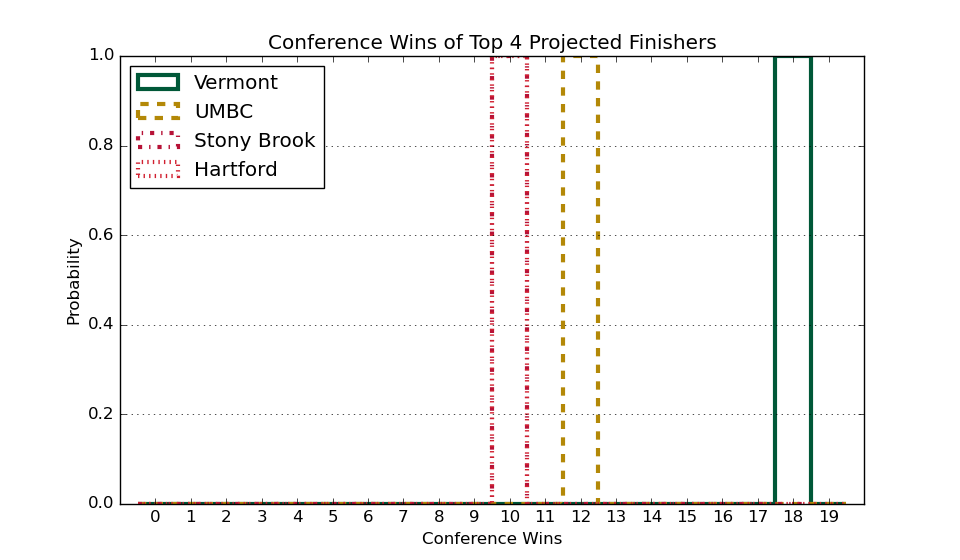 Conference Wins of Top 4 Projected Finishers
1.0
0.8
0.6
0.4
0.2
0.0
Probability
Vermont
UMBC
Stony Brook
Hartford
0 1 2 3 4 5 6 7 8 9 10 11 12 13 14 15 16 17 18 19
Conference Wins